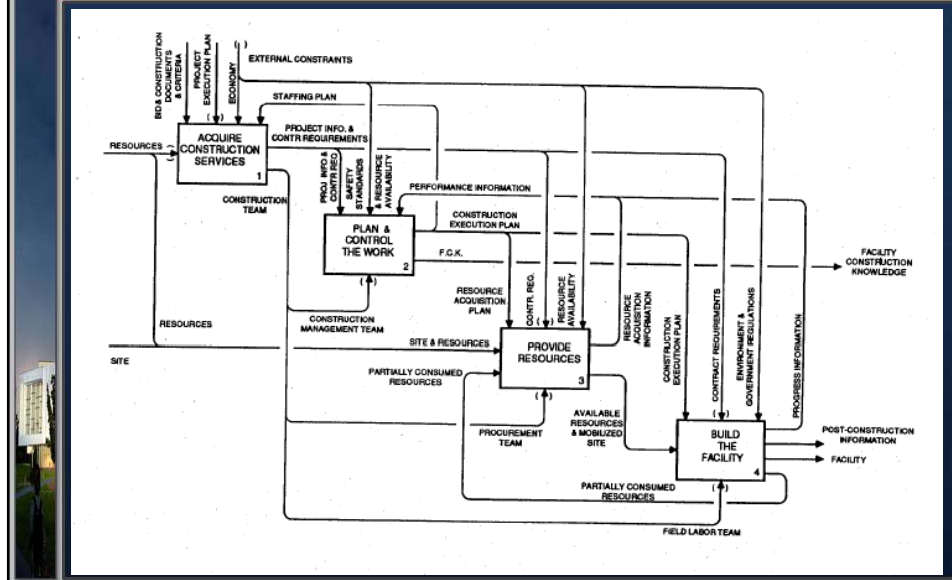 BID & CONSTRUCTION
DOCUMENTS
& CRITERIA
PROJECT
EXECUTION PLAN
ECONOMY
EXTERNAL CONSTRAINTS
STAFFING PLAN
RESOURCES
ACQUIRE
CONSTRUCTION
SERVICES
1
PROJECT INFO. &
CONTR REQUIREMENTS
CONSTRUCTION
TEAM
PROJ INFO &
CONTR REQ
SAFETY
STANDARDS
& RESOURCE
AVAILABILITY
PERFORMANCE INFORMATION
PLAN &
CONTROL
THE WORK
2
CONSTRUCTION
EXECUTION PLAN
F.C.K.
FACILITY
CONSTRUCTION
KNOWLEDGE
CONSTRUCTION
MANAGEMENT TEAM
RESOURCES
SITE
RESOURCE
ACQUISITION
PLAN
CONTR. REQ.
RESOURCE
AVAILABILITY
SITE & RESOURCES
PROVIDE
RESOURCES
3
PARTIALLY CONSUMED
RESOURCES
RESOURCE
ACQUISITION
INFORMATION
CONSTRUCTION
EXECUTION PLAN
CONTRACT REQUIREMENTS
ENVIRONMENT &
GOVERNMENT REGULATIONS
PROGRESS INFORMATION
PROCUREMENT
TEAM
AVAILABLE
RESOURCES
& MOBILIZED
SITE
BUILD
THE
FACILITY
4
POST-CONSTRUCTION
INFORMATION
FACILITY
PARTIALLY CONSUMED
RESOURCES
FIELD LABOR TEAM